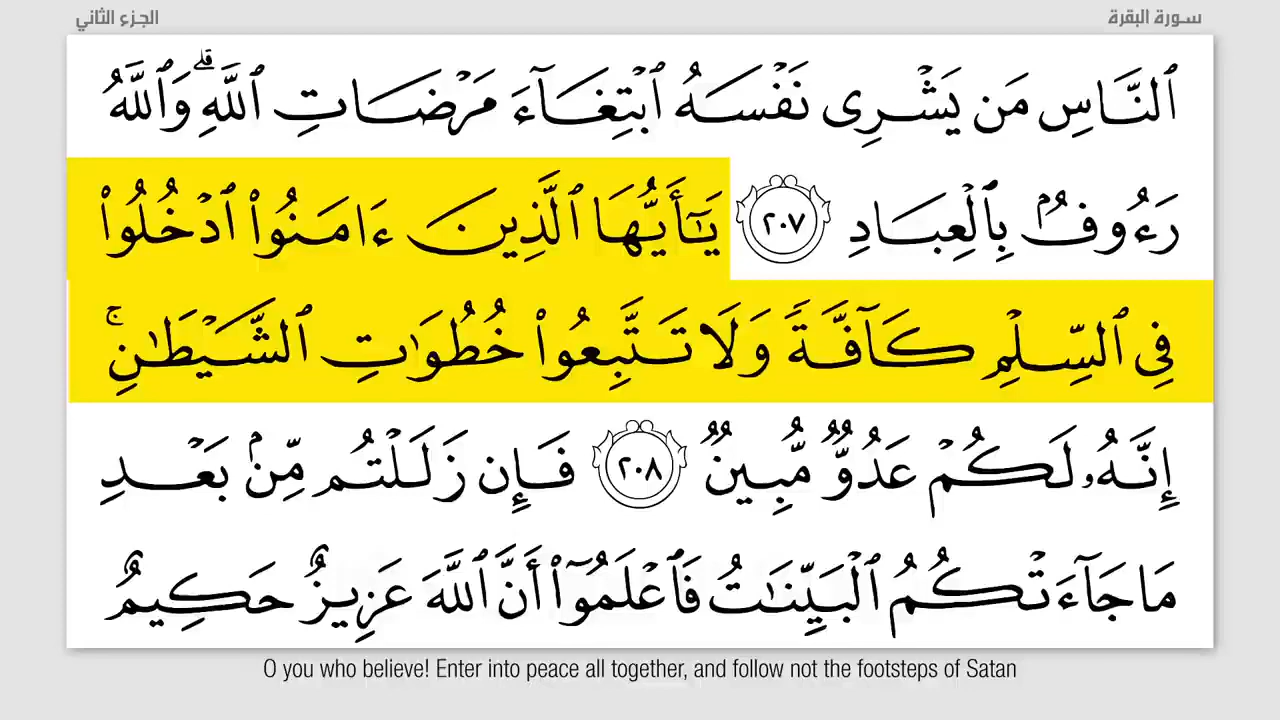 سورة البقرة
الجزء الثاني
ٱلنَّاسِ مَن يَشْرِى نَفْسَهُ ٱبْتِغَآءَ مَرْضَاتِ ٱللَّهِ ۗ وَٱللَّهُ
رَءُوفٌۢ بِٱلْعِبَادِ ٢٠٧ يَـٰٓأَيُّهَا ٱلَّذِينَ ءَامَنُوا۟ ٱدْخُلُوا۟
فِى ٱلسِّلْمِ كَآفَّةً وَلَا تَتَّبِعُوا۟ خُطُوَٰتِ ٱلشَّيْطَـٰنِ ۚ
إِنَّهُۥ لَكُمْ عَدُوٌّ مُّبِينٌ ٢٠٨ فَإِن زَلَلْتُم مِّنۢ بَعْدِ
مَا جَآءَتْكُمُ ٱلْبَيِّنَـٰتُ فَٱعْلَمُوٓا۟ أَنَّ ٱللَّهَ عَزِيزٌ حَكِيمٌ
O you who believe! Enter into peace all together, and follow not the footsteps of Satan